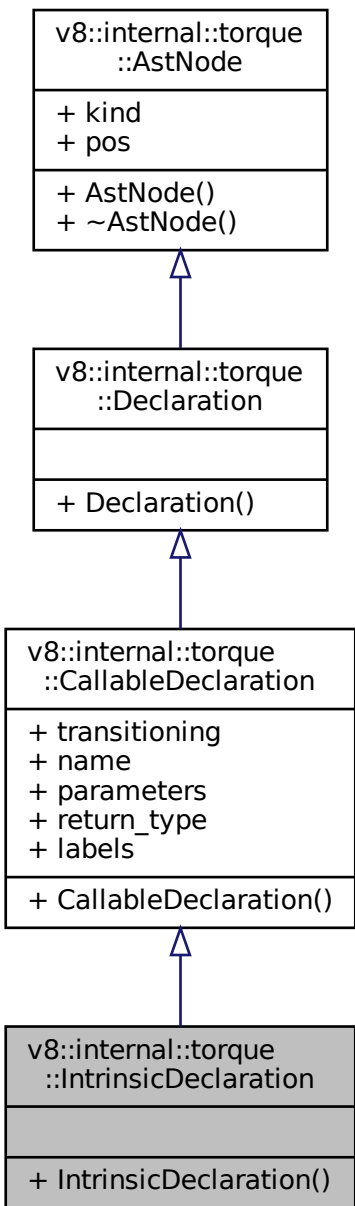 v8::internal::torque
::AstNode
+ kind
+ pos
+ AstNode()
+ ~AstNode()
v8::internal::torque
::Declaration
+ Declaration()
v8::internal::torque
::CallableDeclaration
+ transitioning
+ name
+ parameters
+ return_type
+ labels
+ CallableDeclaration()
v8::internal::torque
::IntrinsicDeclaration
+ IntrinsicDeclaration()